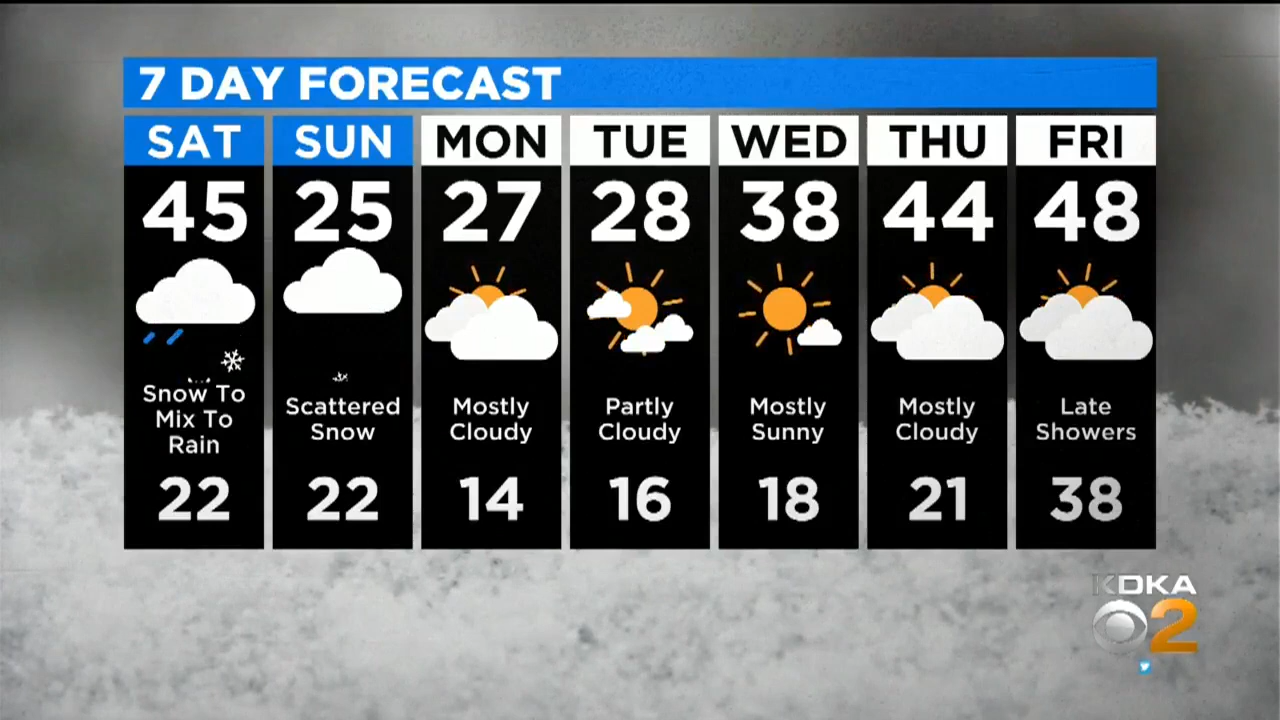 7 DAY FORECAST
SAT SUN MON TUE WED THU FRI
45 25 27 28 38 44 48
Snow To
Mix To
Rain
Scattered
Snow
Mostly
Cloudy
Partly
Cloudy
Mostly
Sunny
Mostly
Cloudy
Late
Showers
22 22 14 16 18 21 38
KDKA
2